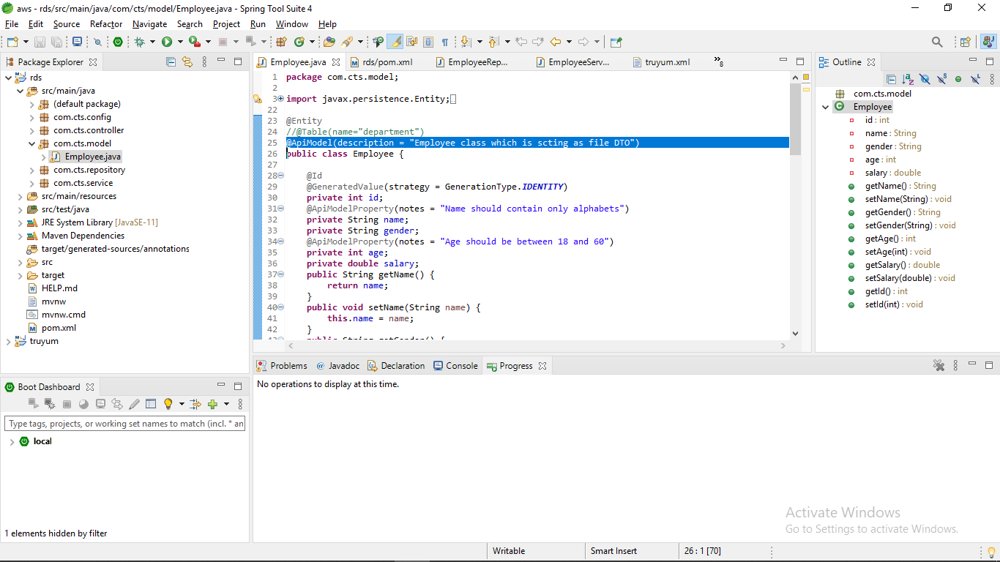 aws - rds/src/main/java/com/cts/model/Employee.java - Spring Tool Suite 4
File Edit Source Refactor Navigate Search Project Run Window Help
Package Explorer
rds
src/main/java
(default package)
com.cts.config
com.cts.controller
com.cts.model
Employee.java
com.cts.repository
com.cts.service
src/main/resources
src/test/java
JRE System Library [JavaSE-11]
Maven Dependencies
target/generated-sources/annotations
src
target
HELP.md
mvnw
mvnw.cmd
pom.xml
truyum
Boot Dashboard
Type tags, projects, or working set names to match (incl. * an
local
1 elements hidden by filter
Employee.java rds/pom.xml EmployeeRep... EmployeeServ... truyum.xml »8
1 package com.cts.model;
2
3 import javax.persistence.Entity;
22
23 @Entity
24 //@Table(name="department")
25 @ApiModel(description = "Employee class which is scting as file DTO")
26 public class Employee {
27
28 @Id
29 @GeneratedValue(strategy = GenerationType.IDENTITY)
30 private int id;
31 @ApiModelProperty(notes = "Name should contain only alphabets")
32 private String name;
33 private String gender;
34 @ApiModelProperty(notes = "Age should be between 18 and 60")
35 private int age;
36 private double salary;
37 public String getName() {
38 return name;
39 }
40 public void setName(String name) {
41 this.name = name;
42 }
43 public String getGender() {
Outline
com.cts.model
Employee
id : int
name : String
gender : String
age : int
salary : double
getName() : String
setName(String) : void
getGender() : String
setGender(String) : void
getAge() : int
setAge(int) : void
getSalary() : double
setSalary(double) : void
getId() : int
setId(int) : void
Problems @ Javadoc Declaration Console Progress
No operations to display at this time.
Activate Windows
Go to Settings to activate Windows.
Writable Smart Insert 26 : 1 [70]